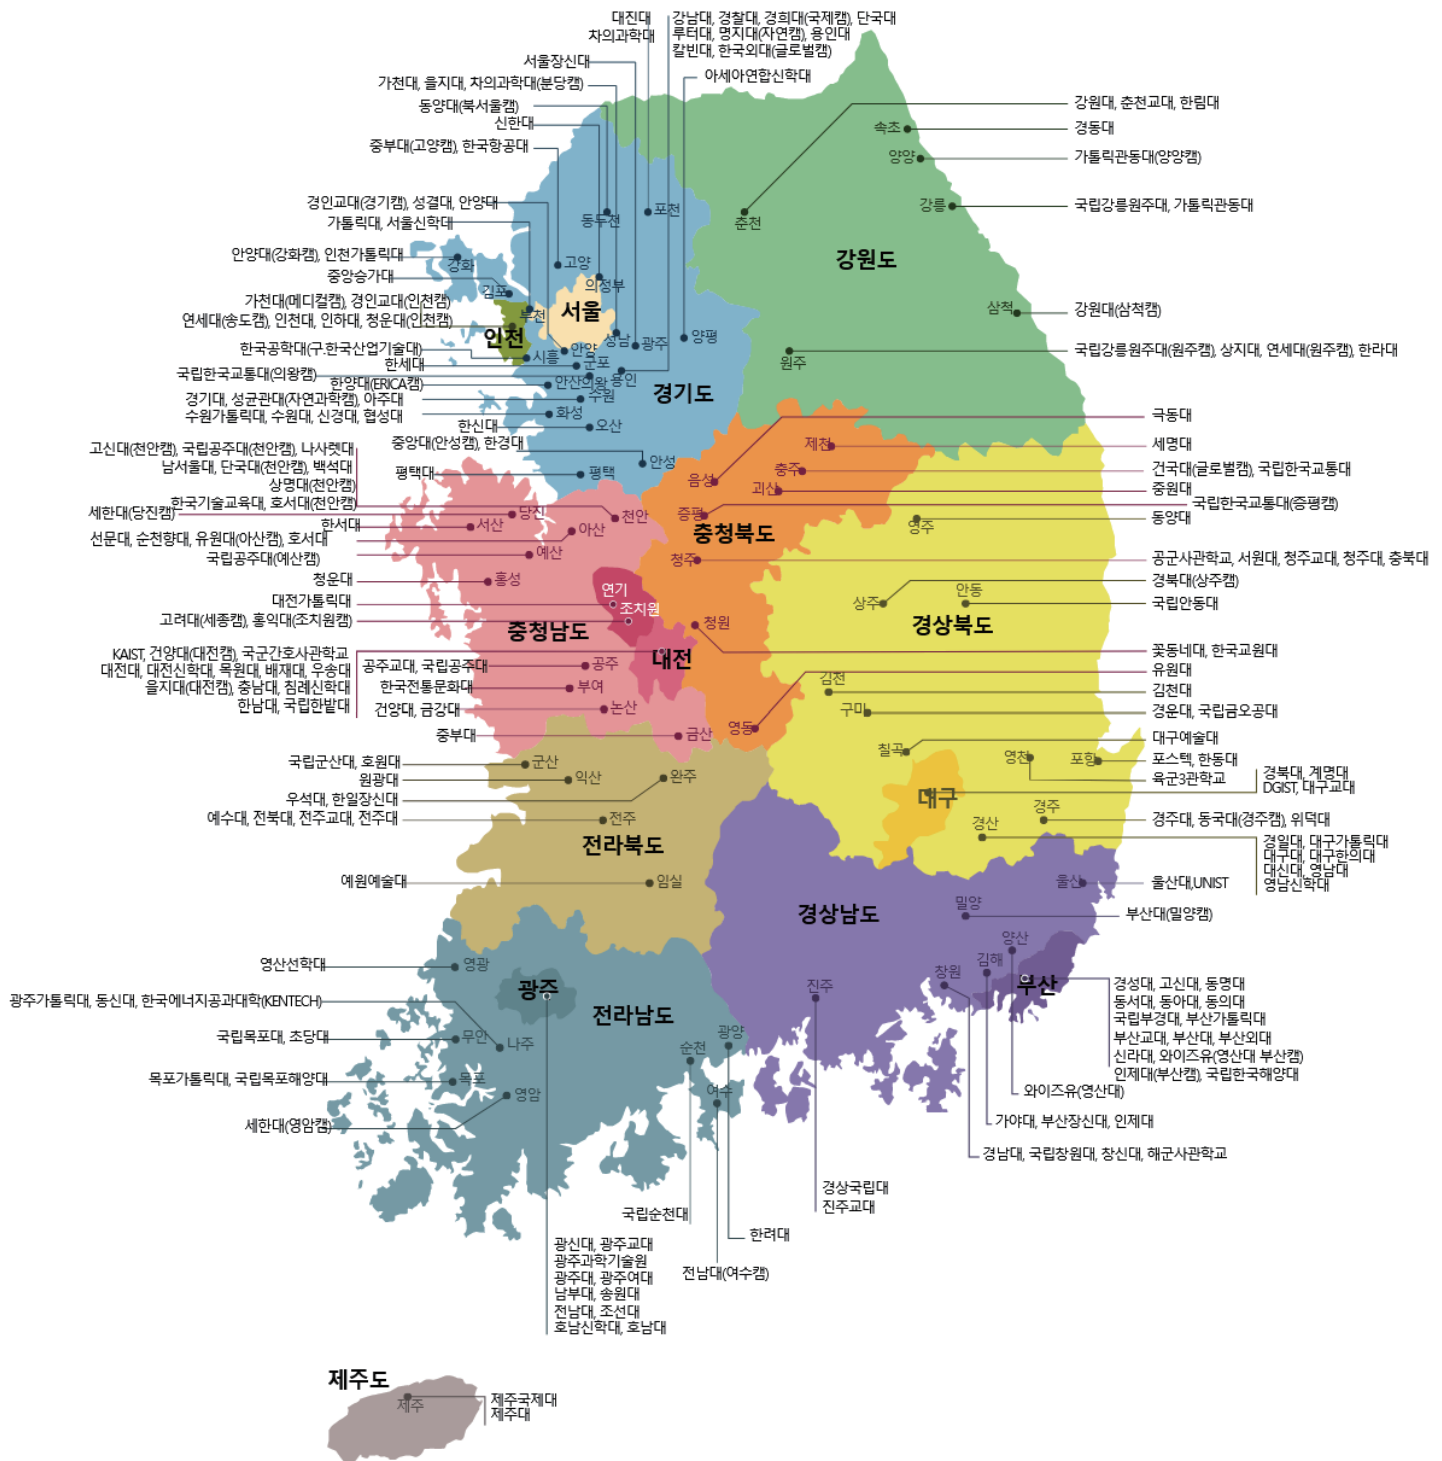 대진대
차의과학대
강남대, 경찰대, 경희대(국제캠), 단국대
루터대, 명지대(자연캠), 용인대
칼빈대, 한국외대(글로벌캠)
서울장신대
아세아연합신학대
가천대, 을지대, 차의과학대(분당캠)
동양대(북서울캠)
신한대
중부대(고양캠), 한국항공대
경인교대(경기캠), 성결대, 안양대
가톨릭대, 서울신학대
안양대(강화캠), 인천가톨릭대
중앙승가대
가천대(메디컬캠), 경인교대(인천캠)
연세대(송도캠), 인천대, 인하대, 청운대(인천캠)
한국공학대(구.한국산업기술대)
한세대
국립한국교통대(의왕캠)
한양대(ERICA캠)
경기대, 성균관대(자연과학캠), 아주대
수원가톨릭대, 수원대, 신경대, 협성대
한신대
중앙대(안성캠), 한경대
평택대
동두천
포천
고양
의정부
강화
김포
부천
서울
인천
성남
광주
양평
시흥
안양
군포
안산
의왕
용인
수원
화성
오산
안성
평택
경기도
강원대, 춘천교대, 한림대
경동대
가톨릭관동대(양양캠)
국립강릉원주대, 가톨릭관동대
강원대(삼척캠)
국립강릉원주대(원주캠), 상지대, 연세대(원주캠), 한라대
속초
양양
강릉
춘천
강원도
삼척
원주
고신대(천안캠), 국립공주대(천안캠), 나사렛대
남서울대, 단국대(천안캠), 백석대
상명대(천안캠)
한국기술교육대, 호서대(천안캠)
세한대(당진캠)
한서대
선문대, 순천향대, 유원대(아산캠), 호서대
국립공주대(예산캠)
청운대
대전가톨릭대
고려대(세종캠), 홍익대(조치원캠)
KAIST, 건양대(대전캠), 국군간호사관학교
대전대, 대전신학대, 목원대, 배재대, 우송대
을지대(대전캠), 충남대, 침례신학대
한남대, 국립한밭대
공주교대, 국립공주대
한국전통문화대
건양대, 금강대
중부대
당진
서산
천안
아산
예산
홍성
연기
조치원
충청남도
대전
공주
부여
논산
금산
극동대
세명대
건국대(글로벌캠), 국립한국교통대
중원대
국립한국교통대(증평캠)
동양대
공군사관학교, 서원대, 청주교대, 청주대, 충북대
경북대(상주캠)
국립안동대
꽃동네대, 한국교원대
유원대
김천대
경운대, 국립금오공대
대구예술대
포스텍, 한동대
육군3관학교
경북대, 계명대
DGIST, 대구교대
경주대, 동국대(경주캠), 위덕대
경일대, 대구가톨릭대
대구대, 대구한의대
대신대, 영남대
영남신학대
제천
충주
음성
괴산
증평
충청북도
청주
청원
영동
영주
상주
안동
경상북도
김천
구미
칠곡
영천
포항
대구
경산
경주
국립군산대, 호원대
원광대
우석대, 한일장신대
예수대, 전북대, 전주교대, 전주대
예원예술대
군산
익산
완주
전주
전라북도
임실
울산대,UNIST
부산대(밀양캠)
경성대, 고신대, 동명대
동서대, 동아대, 동의대
국립부경대, 부산가톨릭대
부산교대, 부산대, 부산외대
신라대, 와이즈유(영산대 부산캠)
인제대(부산캠), 국립한국해양대
와이즈유(영산대)
가야대, 부산장신대, 인제대
경남대, 국립창원대, 창신대, 해군사관학교
경상국립대
진주교대
울산
밀양
경상남도
양산
김해
창원
부산
진주
영산선학대
광주가톨릭대, 동신대, 한국에너지공과대학(KENTECH)
국립목포대, 초당대
목포가톨릭대, 국립목포해양대
세한대(영암캠)
영광
광주
전라남도
무안
나주
목포
영암
순천
광양
여수
국립순천대
한려대
전남대(여수캠)
광신대, 광주교대
광주과학기술원
광주대, 광주여대
남부대, 송원대
전남대, 조선대
호남신학대, 호남대
제주도
제주
제주국제대
제주대